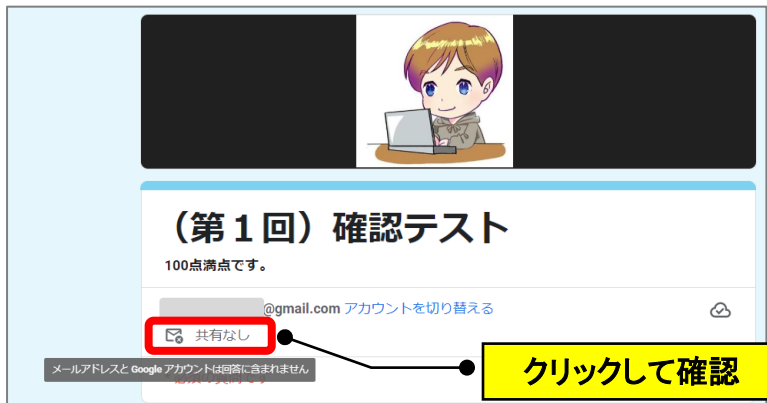 （第１回）確認テスト
100点満点です。
@gmail.com アカウントを切り替える
共有なし
メールアドレスと Google アカウントは回答に含まれません
クリックして確認